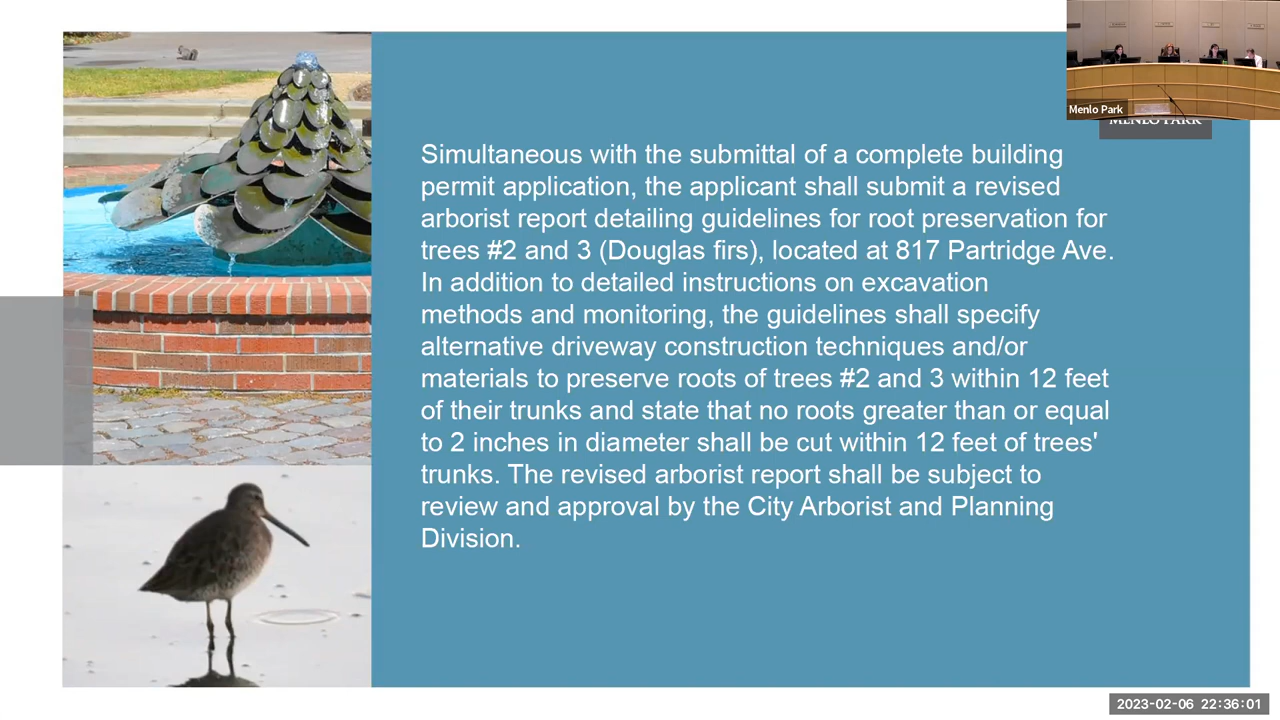 Menlo Park
MENLO PARK
Simultaneous with the submittal of a complete building
permit application, the applicant shall submit a revised
arborist report detailing guidelines for root preservation for
trees #2 and 3 (Douglas firs), located at 817 Partridge Ave.
In addition to detailed instructions on excavation
methods and monitoring, the guidelines shall specify
alternative driveway construction techniques and/or
materials to preserve roots of trees #2 and 3 within 12 feet
of their trunks and state that no roots greater than or equal
to 2 inches in diameter shall be cut within 12 feet of trees'
trunks. The revised arborist report shall be subject to
review and approval by the City Arborist and Planning
Division.
2023-02-06 22:36:01